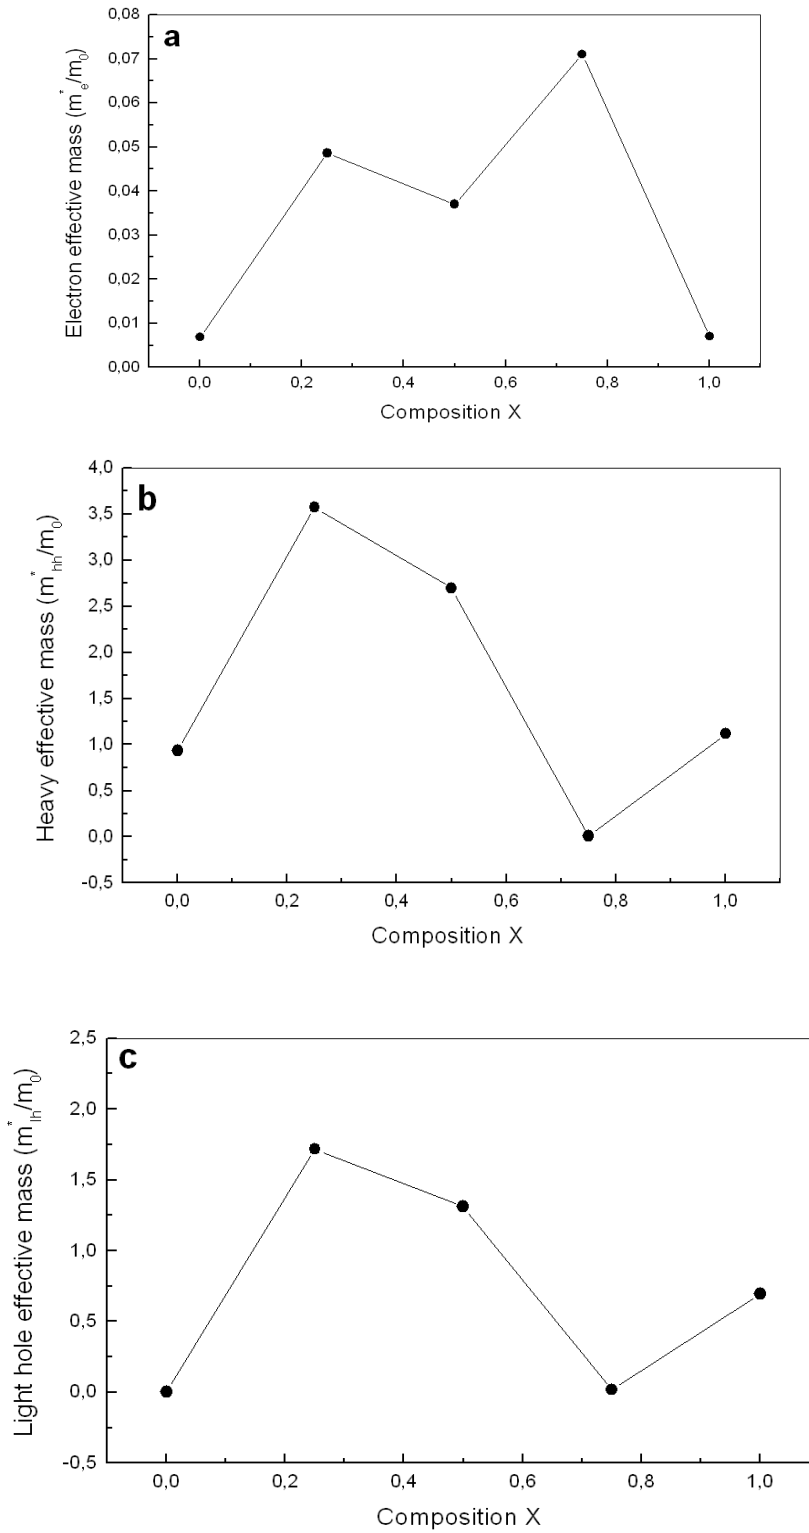 a
0,08
0,07
0,06
0,05
0,04
0,03
0,02
0,01
0,00
Electron effective mass (m*e/m0)
0,0 0,2 0,4 0,6 0,8 1,0
Composition X
b
4,0
3,5
3,0
2,5
2,0
1,5
1,0
0,5
0,0
-0,5
Heavy effective mass (m*hh/m0)
0,0 0,2 0,4 0,6 0,8 1,0
Composition X
c
2,5
2,0
1,5
1,0
0,5
0,0
-0,5
Light hole effective mass (m*lh/m0)
0,0 0,2 0,4 0,6 0,8 1,0
Composition X